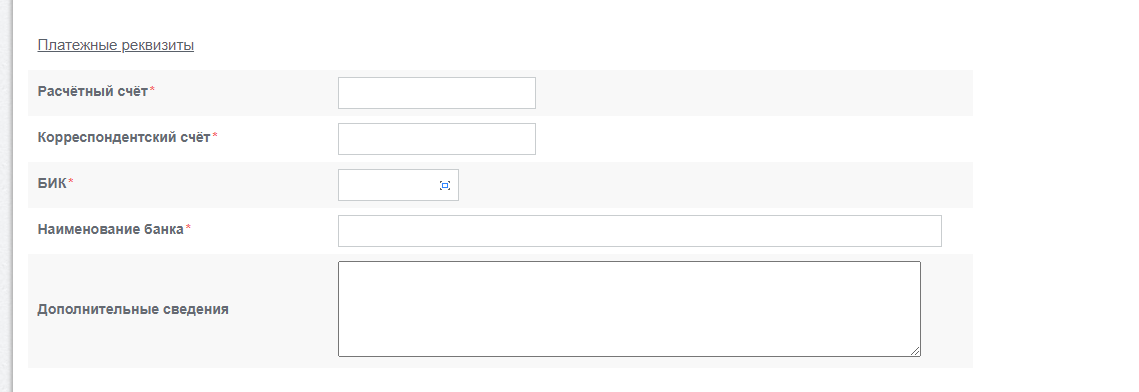 Платежные реквизиты
Расчётный счёт*
Корреспондентский счёт*
БИК*
Наименование банка*
Дополнительные сведения